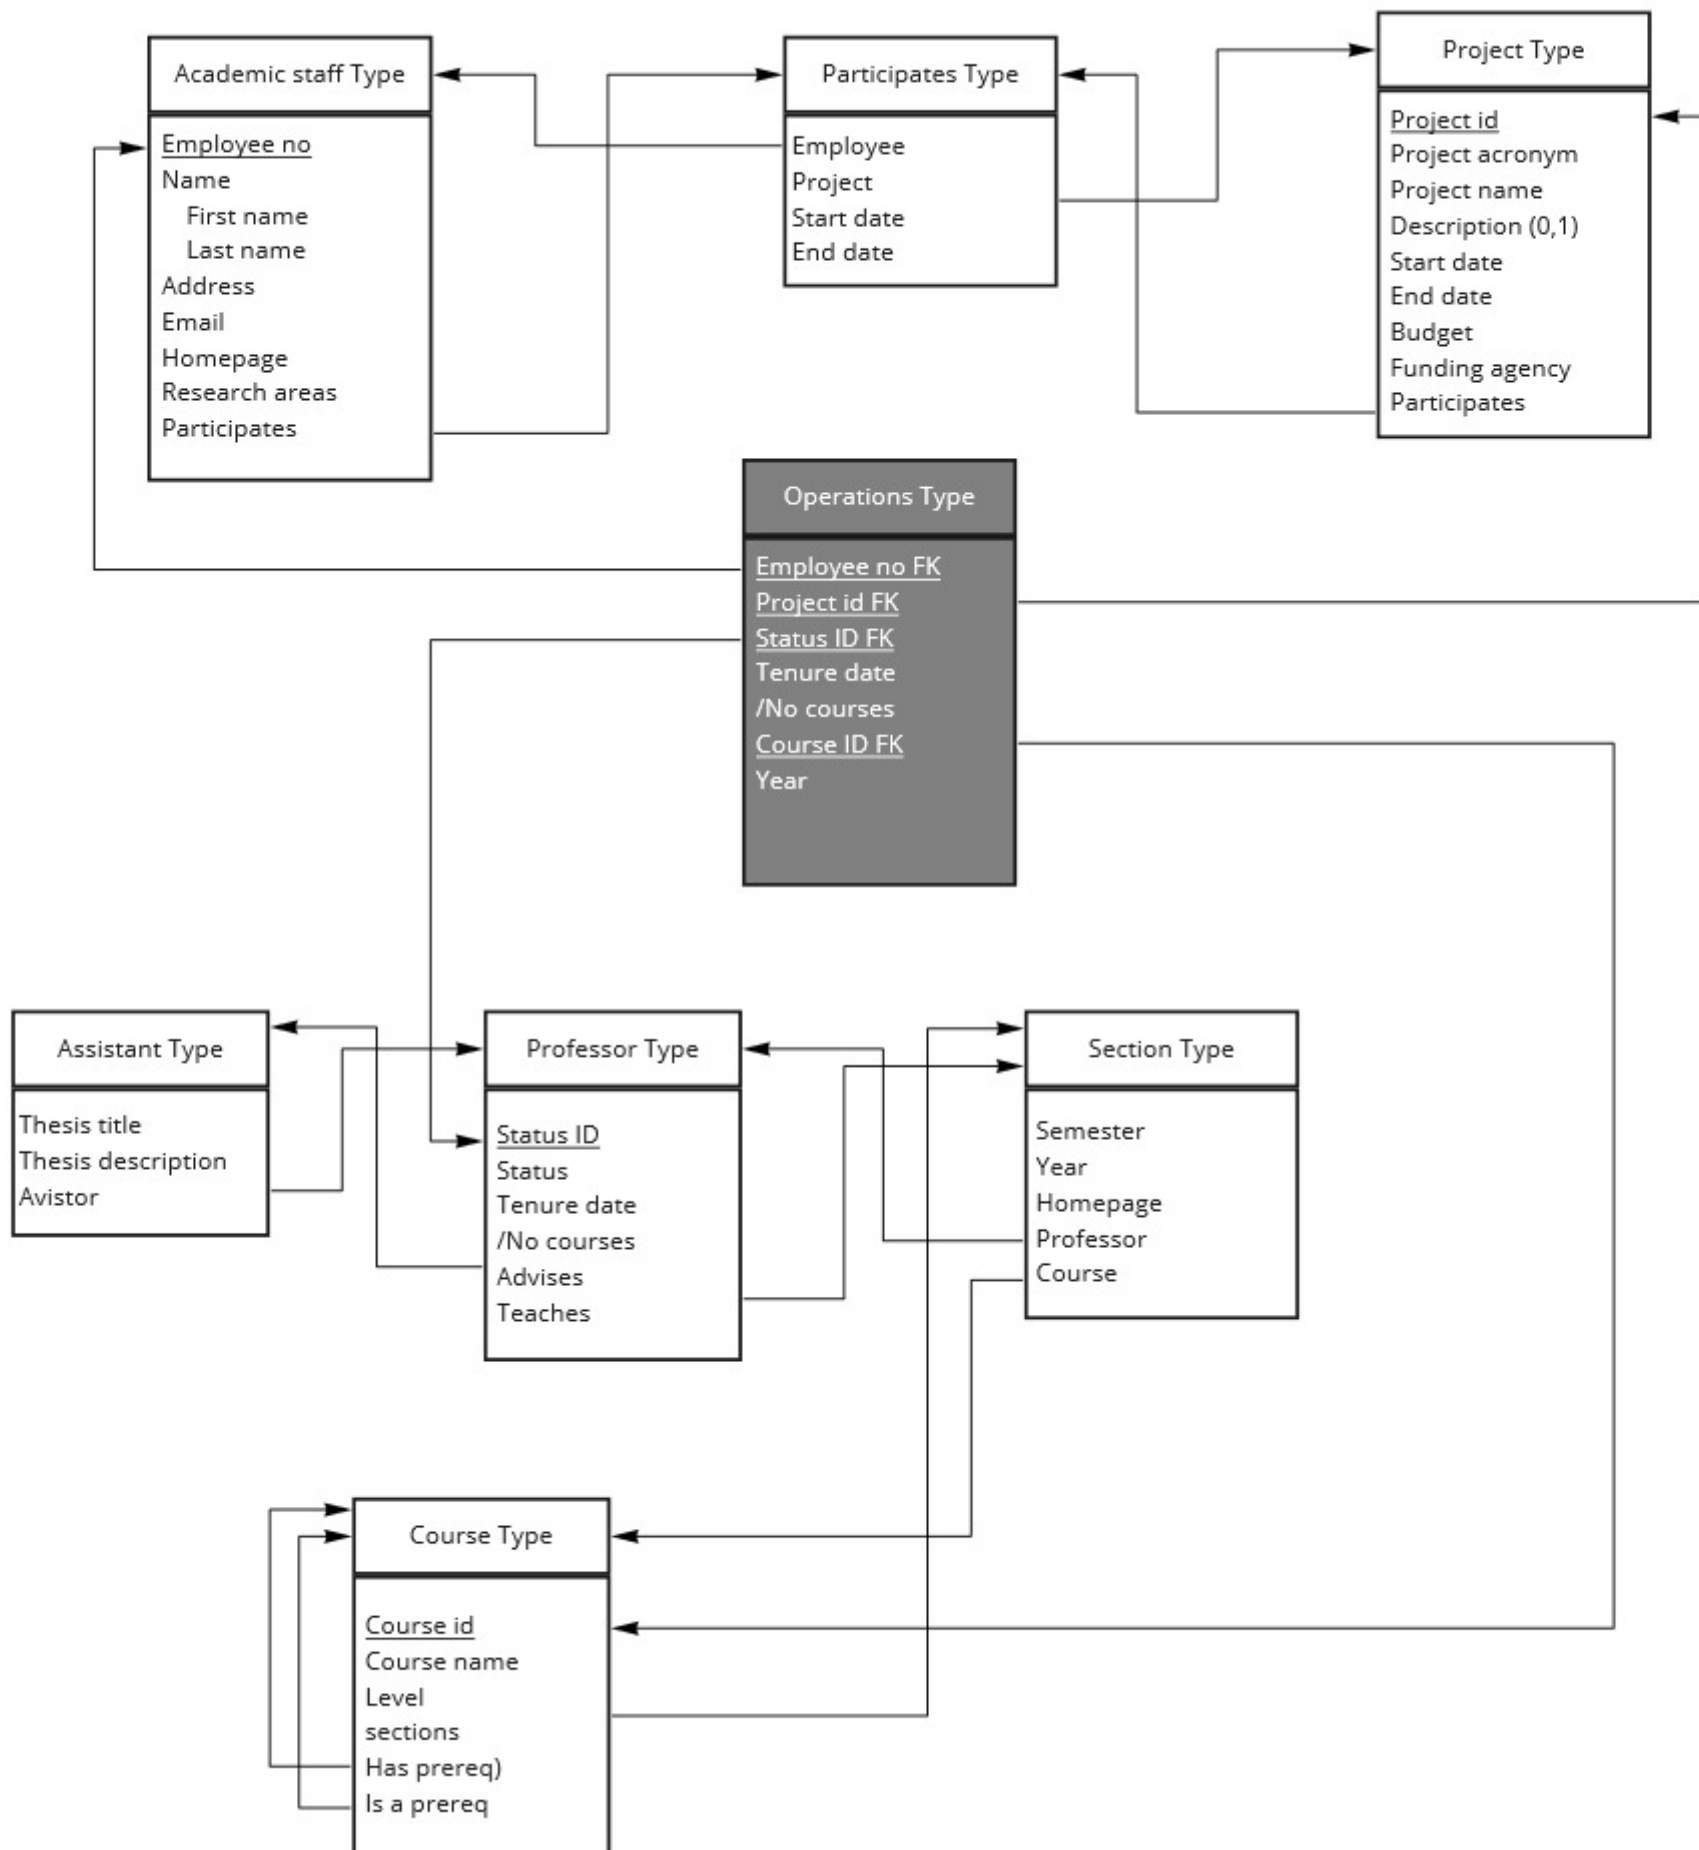 Academic staff Type
Employee no
Name
First name
Last name
Address
Email
Homepage
Research areas
Participates
Participates Type
Employee
Project
Start date
End date
Project Type
Project id
Project acronym
Project name
Description (0,1)
Start date
End date
Budget
Funding agency
Participates
Operations Type
Employee no FK
Project id FK
Status ID FK
Tenure date
/No courses
Course ID FK
Year
Assistant Type
Thesis title
Thesis description
Avistor
Professor Type
Status ID
Status
Tenure date
/No courses
Advises
Teaches
Section Type
Semester
Year
Homepage
Professor
Course
Course Type
Course id
Course name
Level
sections
Has prereq)
Is a prereq